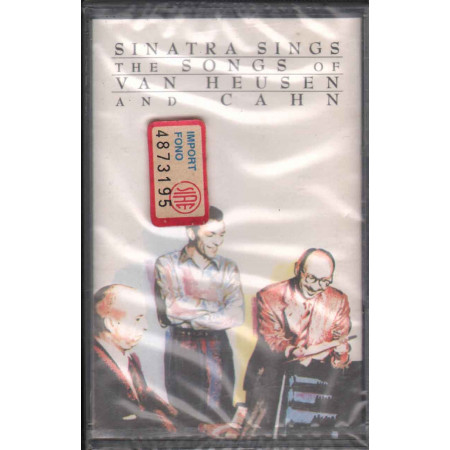 SINATRA SINGS
THE SONGS OF
VAN HEUSEN
AND CAHN
IMPORT
FONO
4873195
SIAE